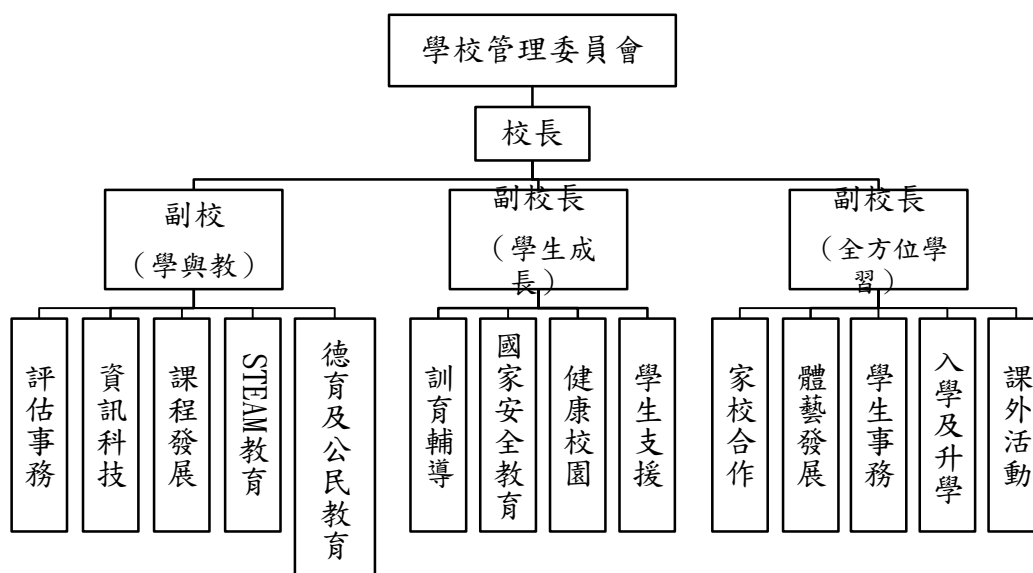 學校管理委員會
校長
副校
（學與教）
副校長
（學生成
長）
副校長
（全方位學
習）
評估事務
資訊科技
課程發展
STEAM教育
德育及公民教育
訓育輔導
國家安全教育
健康校園
學生支援
家校合作
體藝發展
學生事務
入學及升學
課外活動